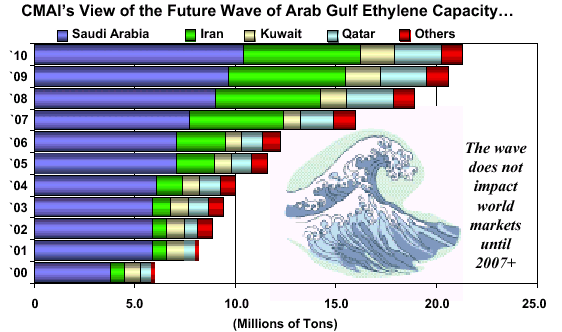 CMAI's View of the Future Wave of Arab Gulf Ethylene Capacity…
Saudi Arabia Iran Kuwait Qatar Others
`10
`09
`08
`07
`06
`05
`04
`03
`02
`01
`00
The wave
does not
impact
world
markets
until
2007+
0 5.0 10.0 15.0 20.0 25.0
(Millions of Tons)